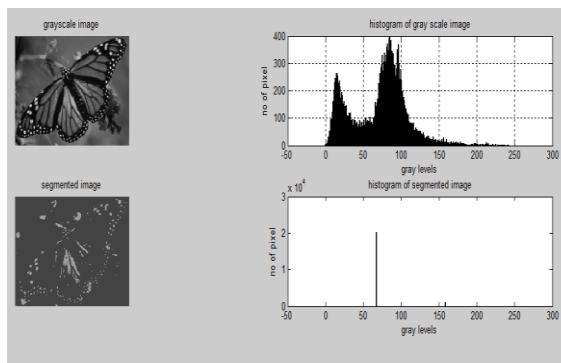 grayscale image
histogram of gray scale image
no of pixel
400
300
200
100
0
-50 0 50 100 150 200 250 300
gray levels
segmented image
histogram of segmented image
x 10^4
no of pixel
3
2
1
0
-50 0 50 100 150 200 250 300
gray levels